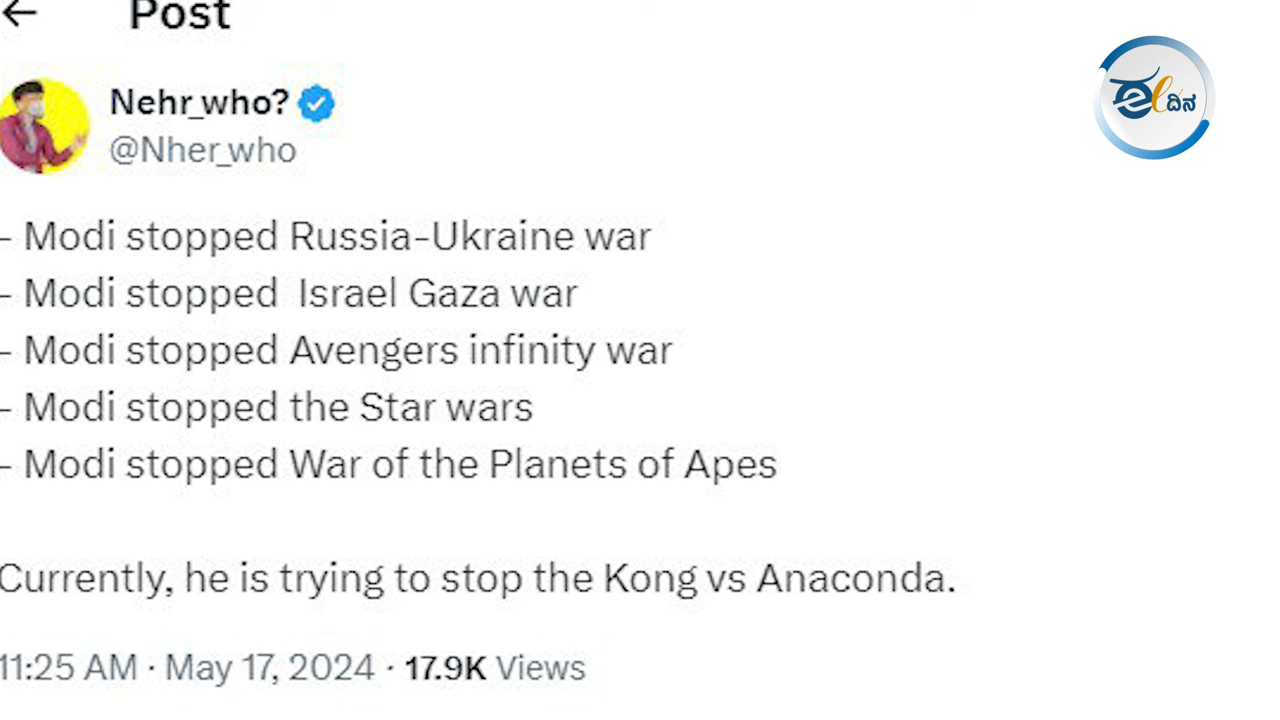 ← Post
Nehr_who?
@Nher_who
- Modi stopped Russia-Ukraine war
- Modi stopped Israel Gaza war
- Modi stopped Avengers infinity war
- Modi stopped the Star wars
- Modi stopped War of the Planets of Apes
Currently, he is trying to stop the Kong vs Anaconda.
11:25 AM · May 17, 2024 · 17.9K Views
ಈ ದಿನ